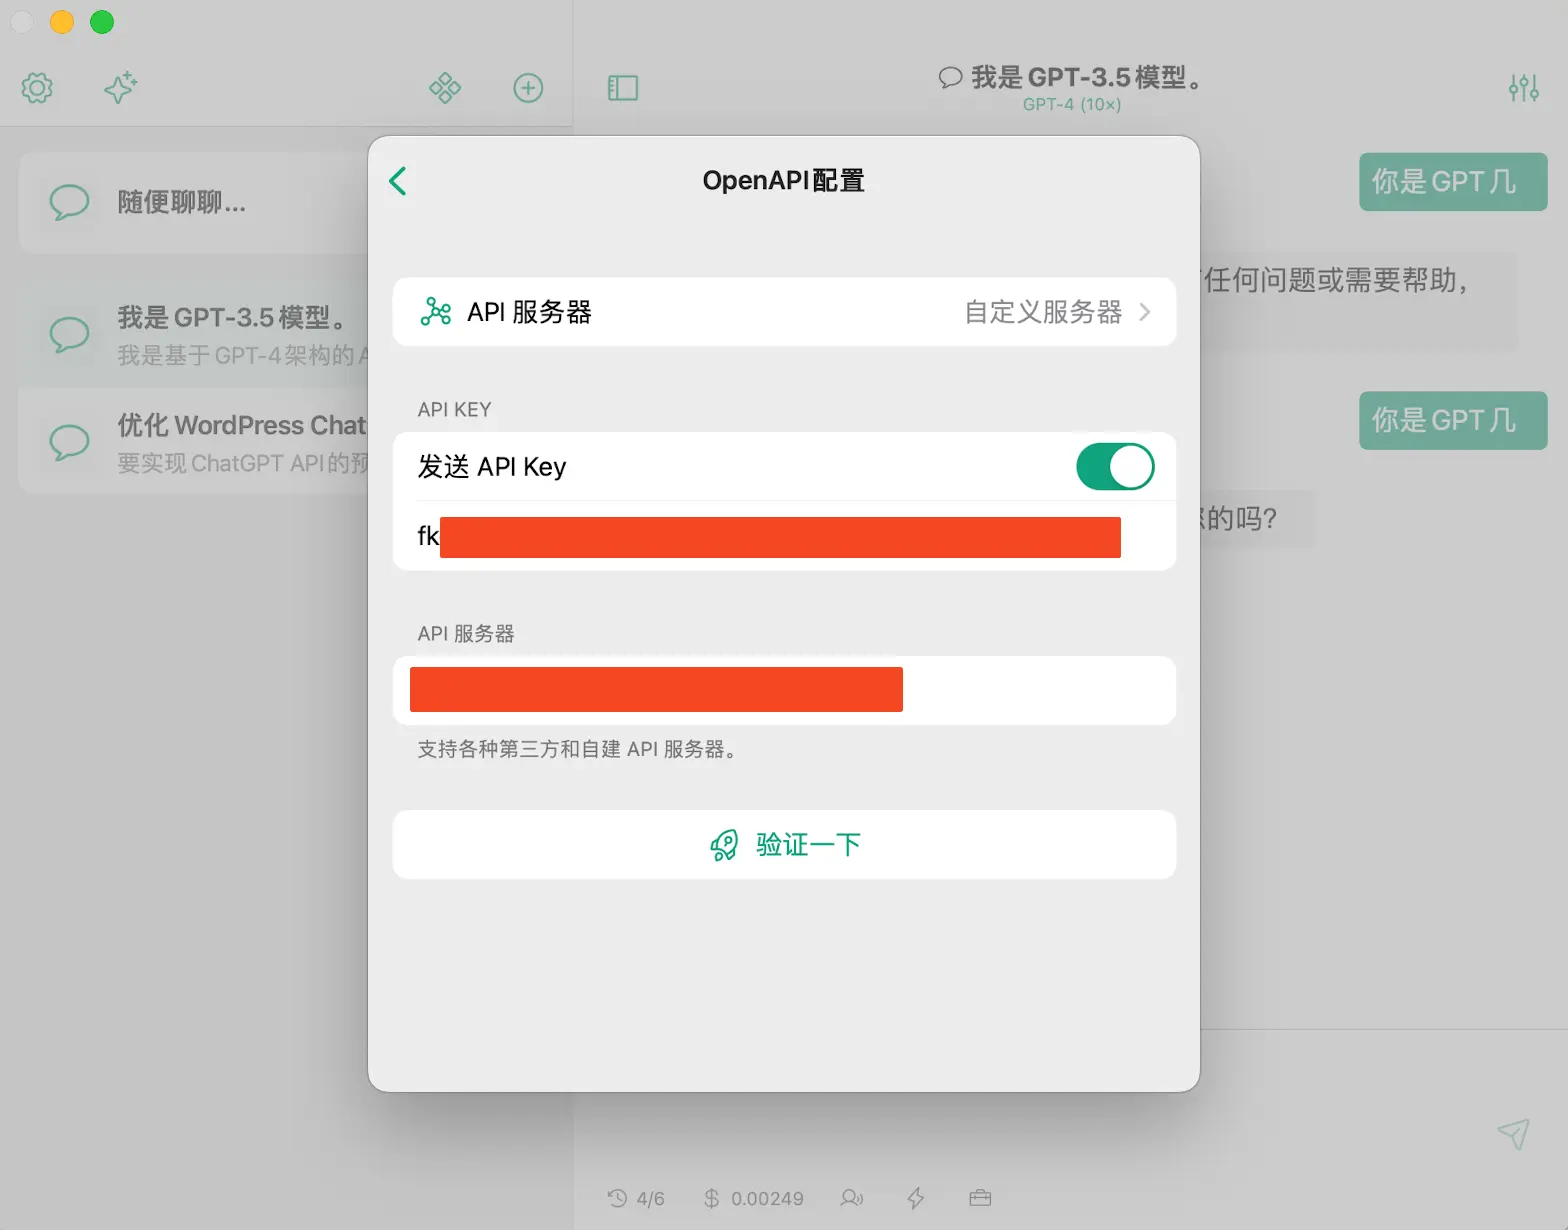 我是 GPT-3.5 模型。
GPT-4 (10×)
随便聊聊...
我是 GPT-3.5 模型。
我是基于 GPT-4 架构的 A
优化 WordPress Chat
要实现 ChatGPT API 的预
OpenAPI配置
API 服务器
自定义服务器
API KEY
发送 API Key
fk
API 服务器
支持各种第三方和自建 API 服务器。
验证一下
你是 GPT 几
任何问题或需要帮助，
你是 GPT 几
的吗？
4/6
0.00249